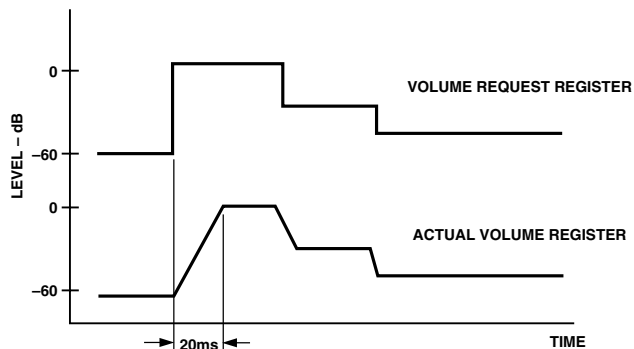 0
VOLUME REQUEST REGISTER
–60
LEVEL – dB
0
ACTUAL VOLUME REGISTER
–60
20ms
TIME